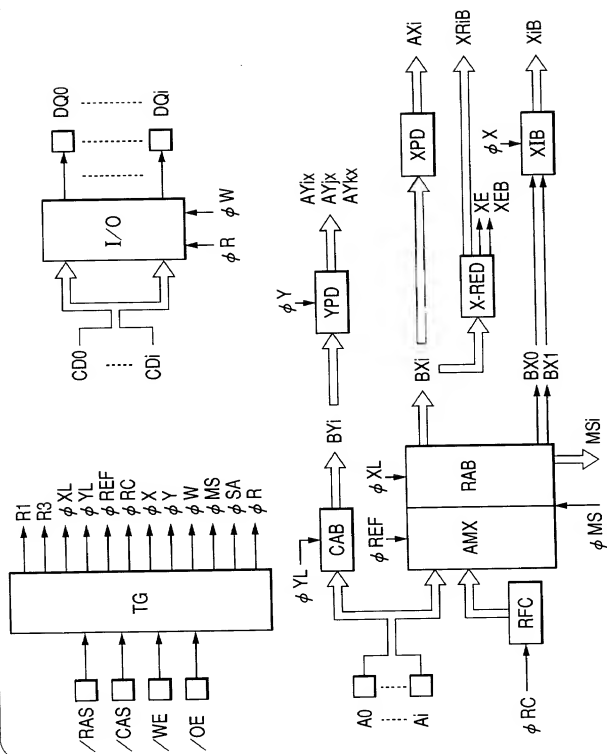 /RAS
/CAS
/WE
/OE
TG
R1
R3
φXL
φYL
φREF
φRC
φX
φY
φW
φMS
φSA
φR
CD0
CDi
I/O
φR
φW
DQ0
DQi
A0
Ai
φYL
CAB
BYi
φY
YPD
AYix
AYjx
AYkx
φRC
RFC
φREF
φXL
AMX
RAB
φMS
MSi
BXi
BX0
BX1
XPD
AXi
X-RED
XRiB
XE
XEB
φX
XIB
XiB